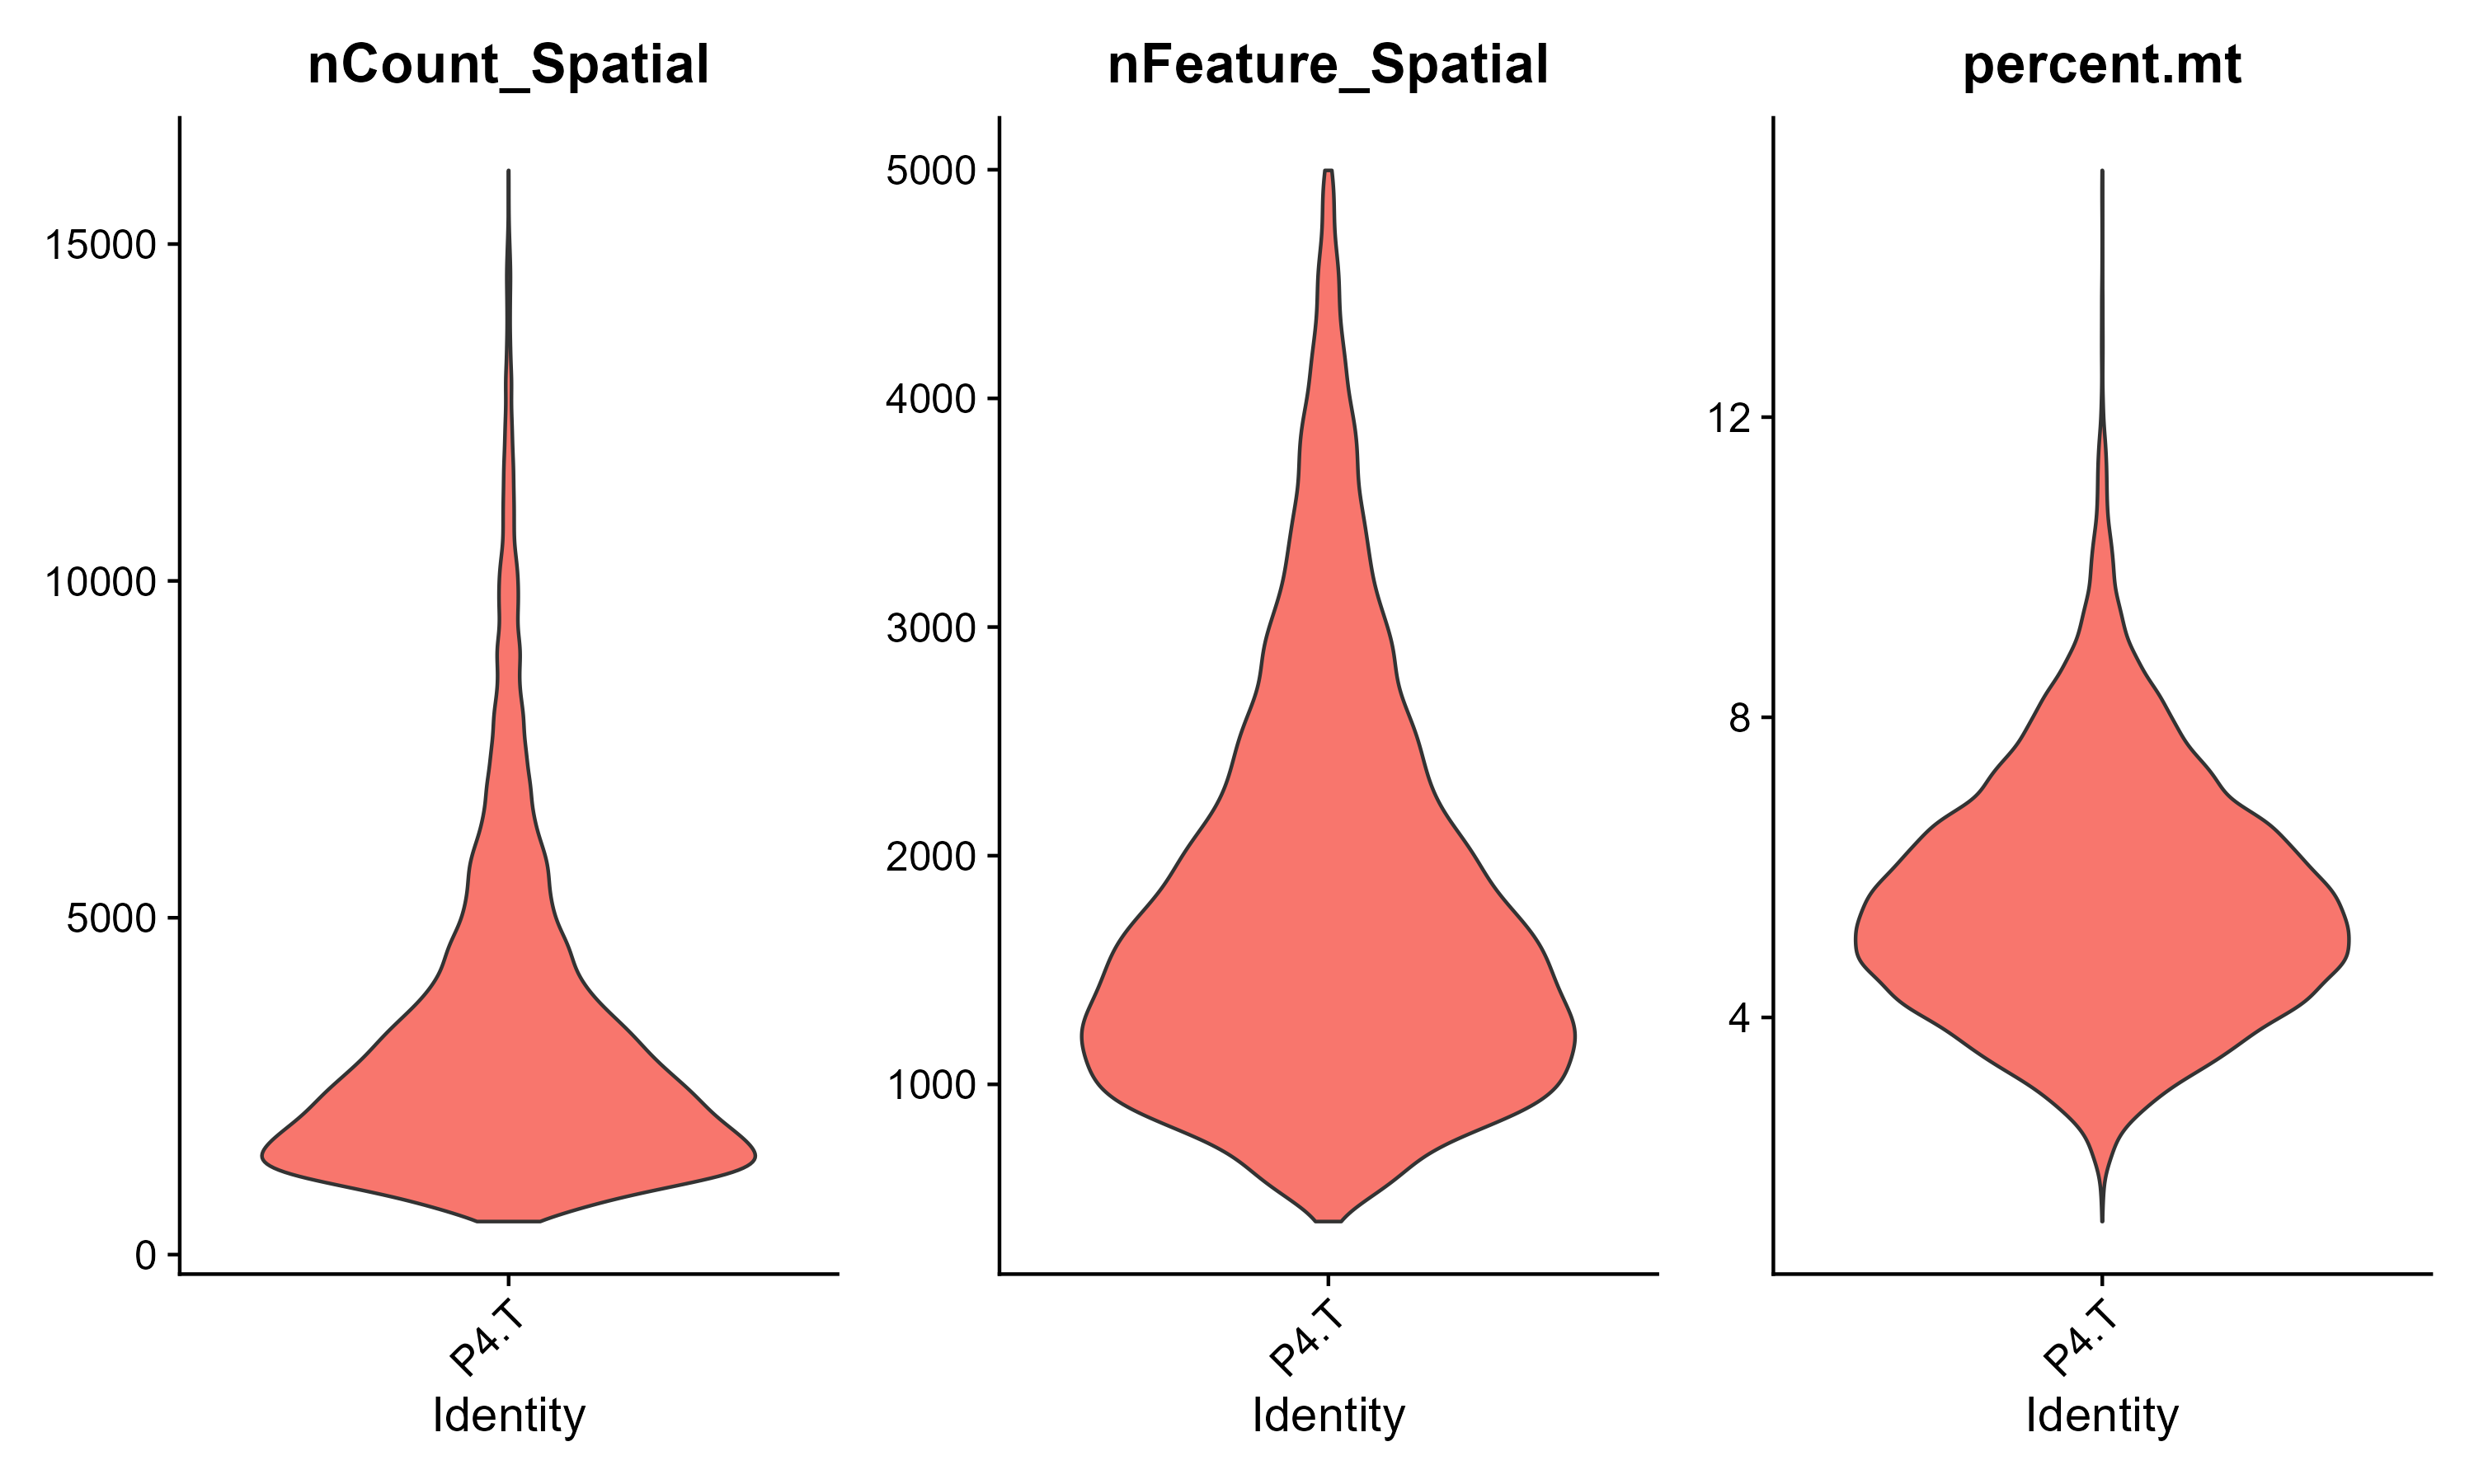 nCount_Spatial
15000
10000
5000
0
P4.T
Identity
nFeature_Spatial
5000
4000
3000
2000
1000
P4.T
Identity
percent.mt
12
8
4
P4.T
Identity